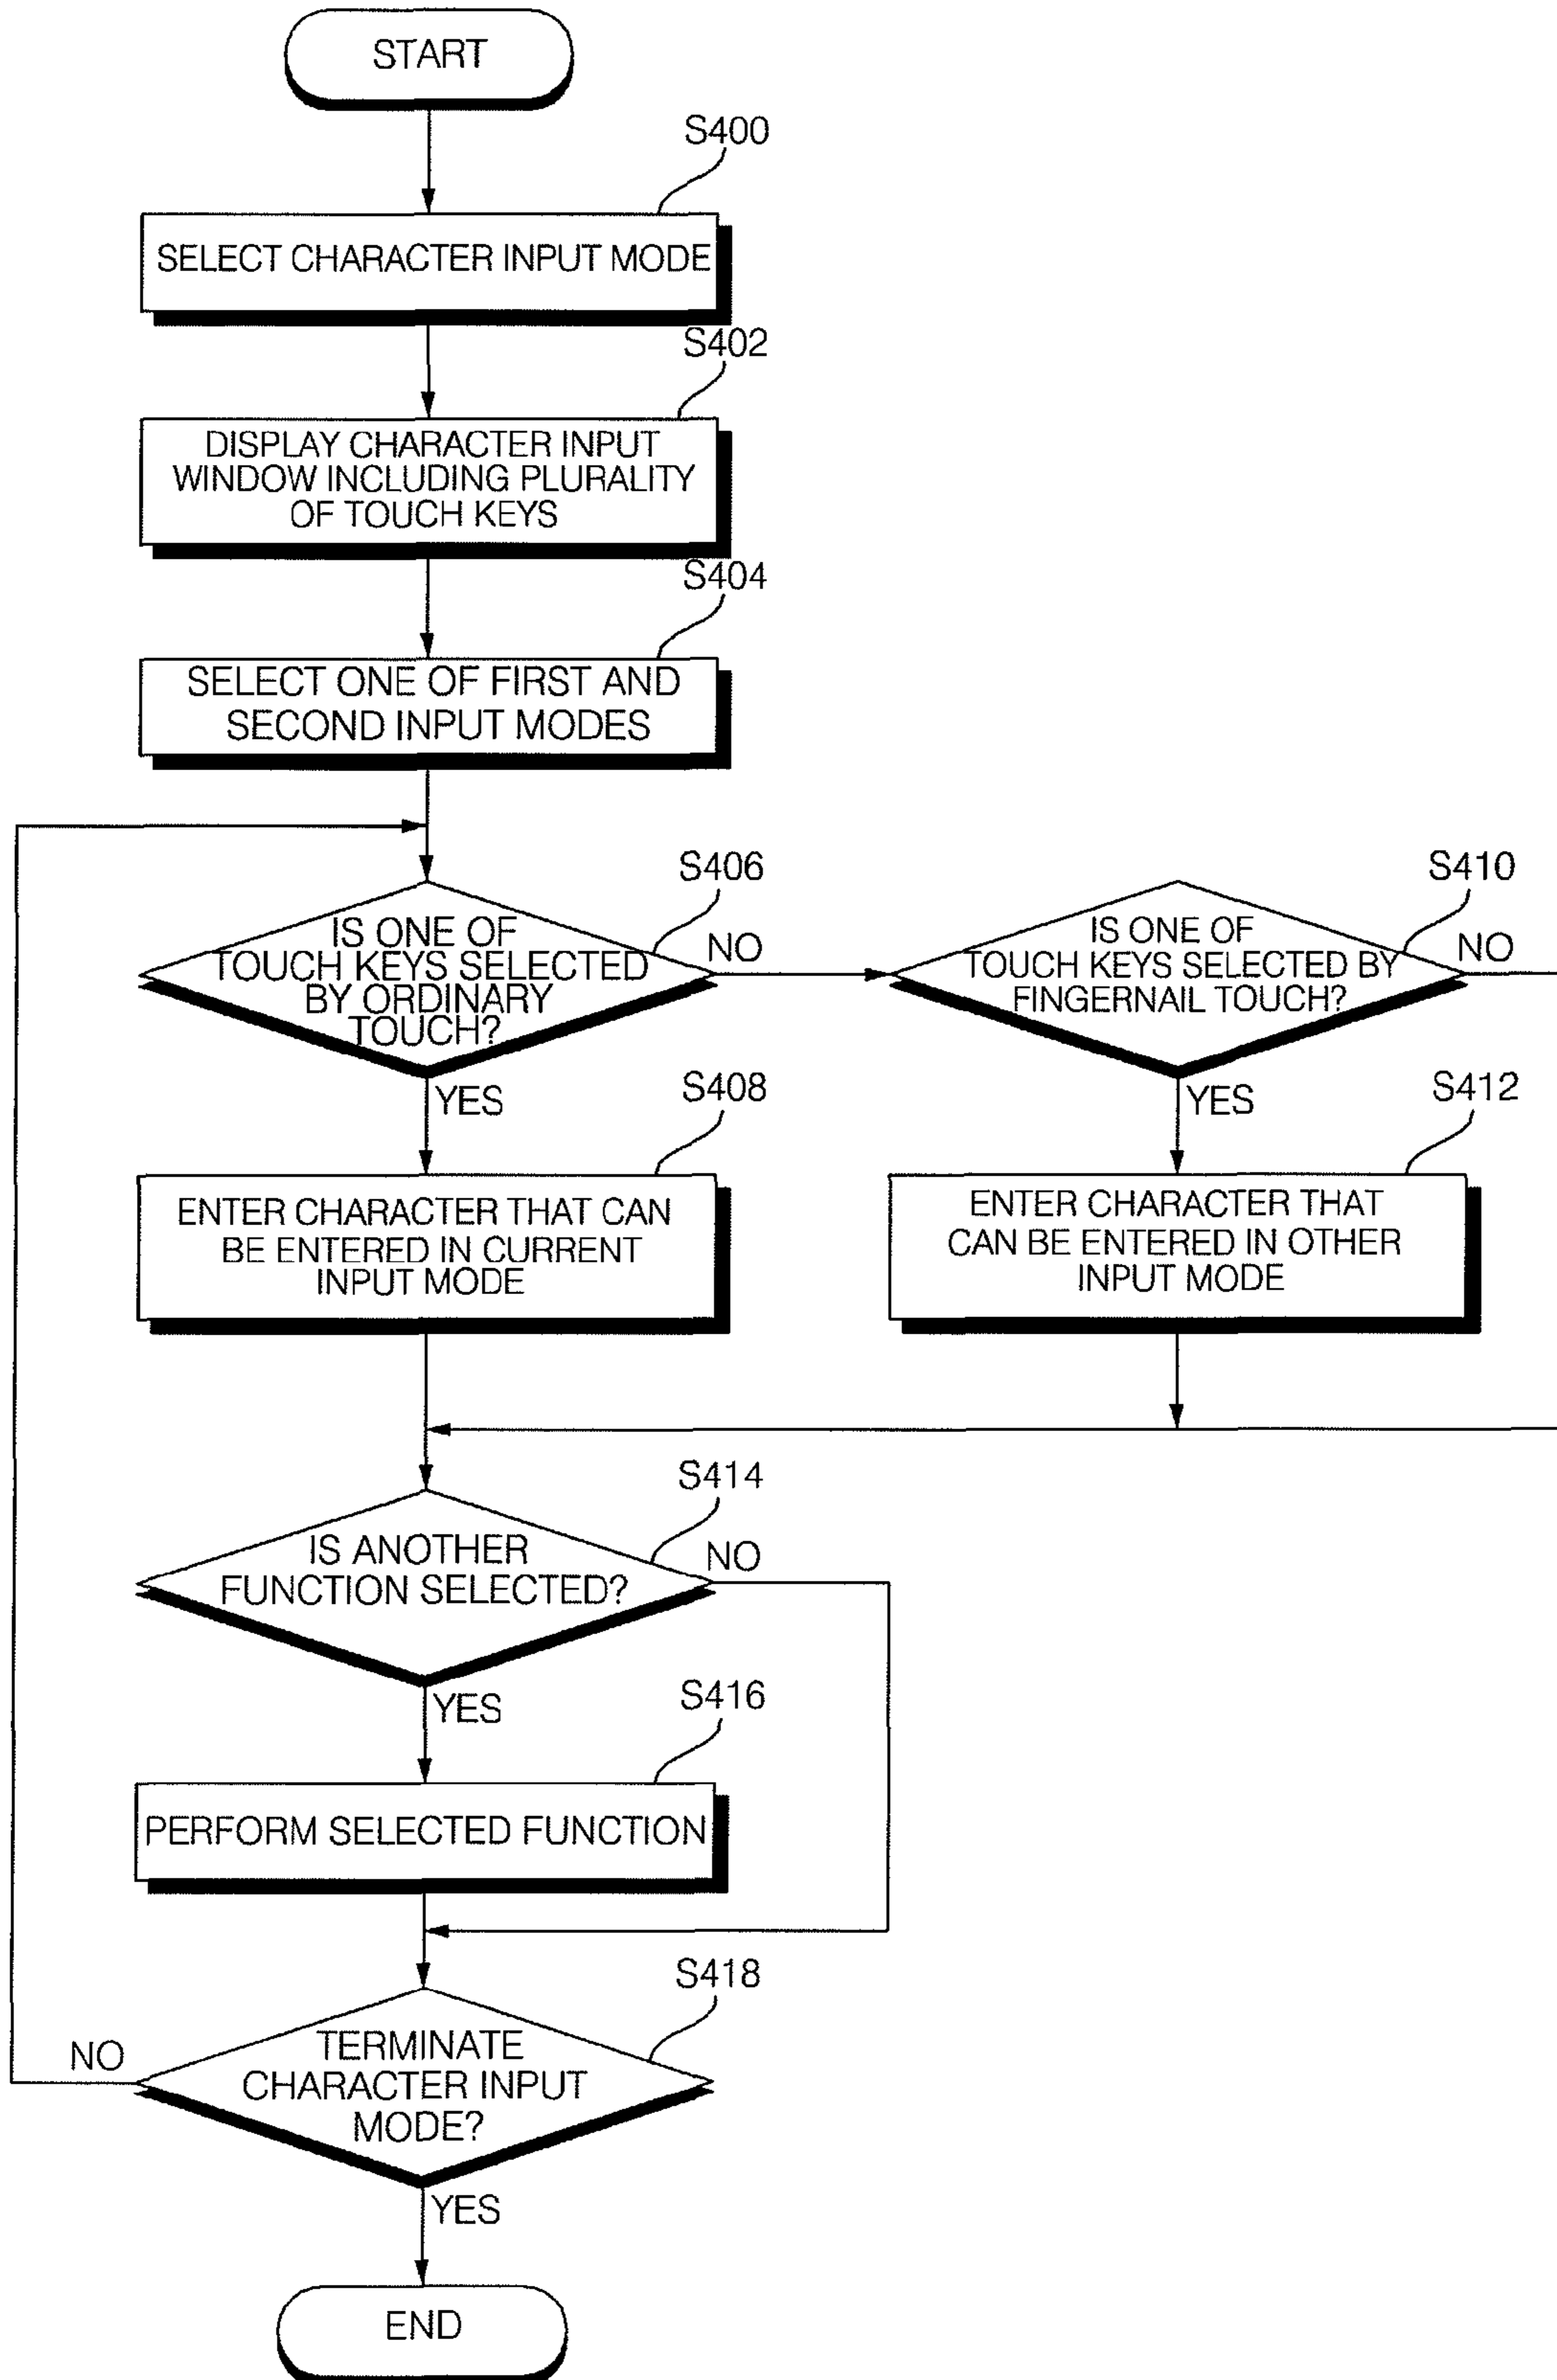 START
S400
SELECT CHARACTER INPUT MODE
S402
DISPLAY CHARACTER INPUT
WINDOW INCLUDING PLURALITY
OF TOUCH KEYS
S404
SELECT ONE OF FIRST AND
SECOND INPUT MODES
S406
IS ONE OF
TOUCH KEYS SELECTED
BY ORDINARY
TOUCH?
NO
YES
S410
IS ONE OF
TOUCH KEYS SELECTED BY
FINGERNAIL TOUCH?
NO
YES
S408
ENTER CHARACTER THAT CAN
BE ENTERED IN CURRENT
INPUT MODE
S412
ENTER CHARACTER THAT
CAN BE ENTERED IN OTHER
INPUT MODE
S414
IS ANOTHER
FUNCTION SELECTED?
NO
YES
S416
PERFORM SELECTED FUNCTION
S418
TERMINATE
CHARACTER INPUT
MODE?
NO
YES
END